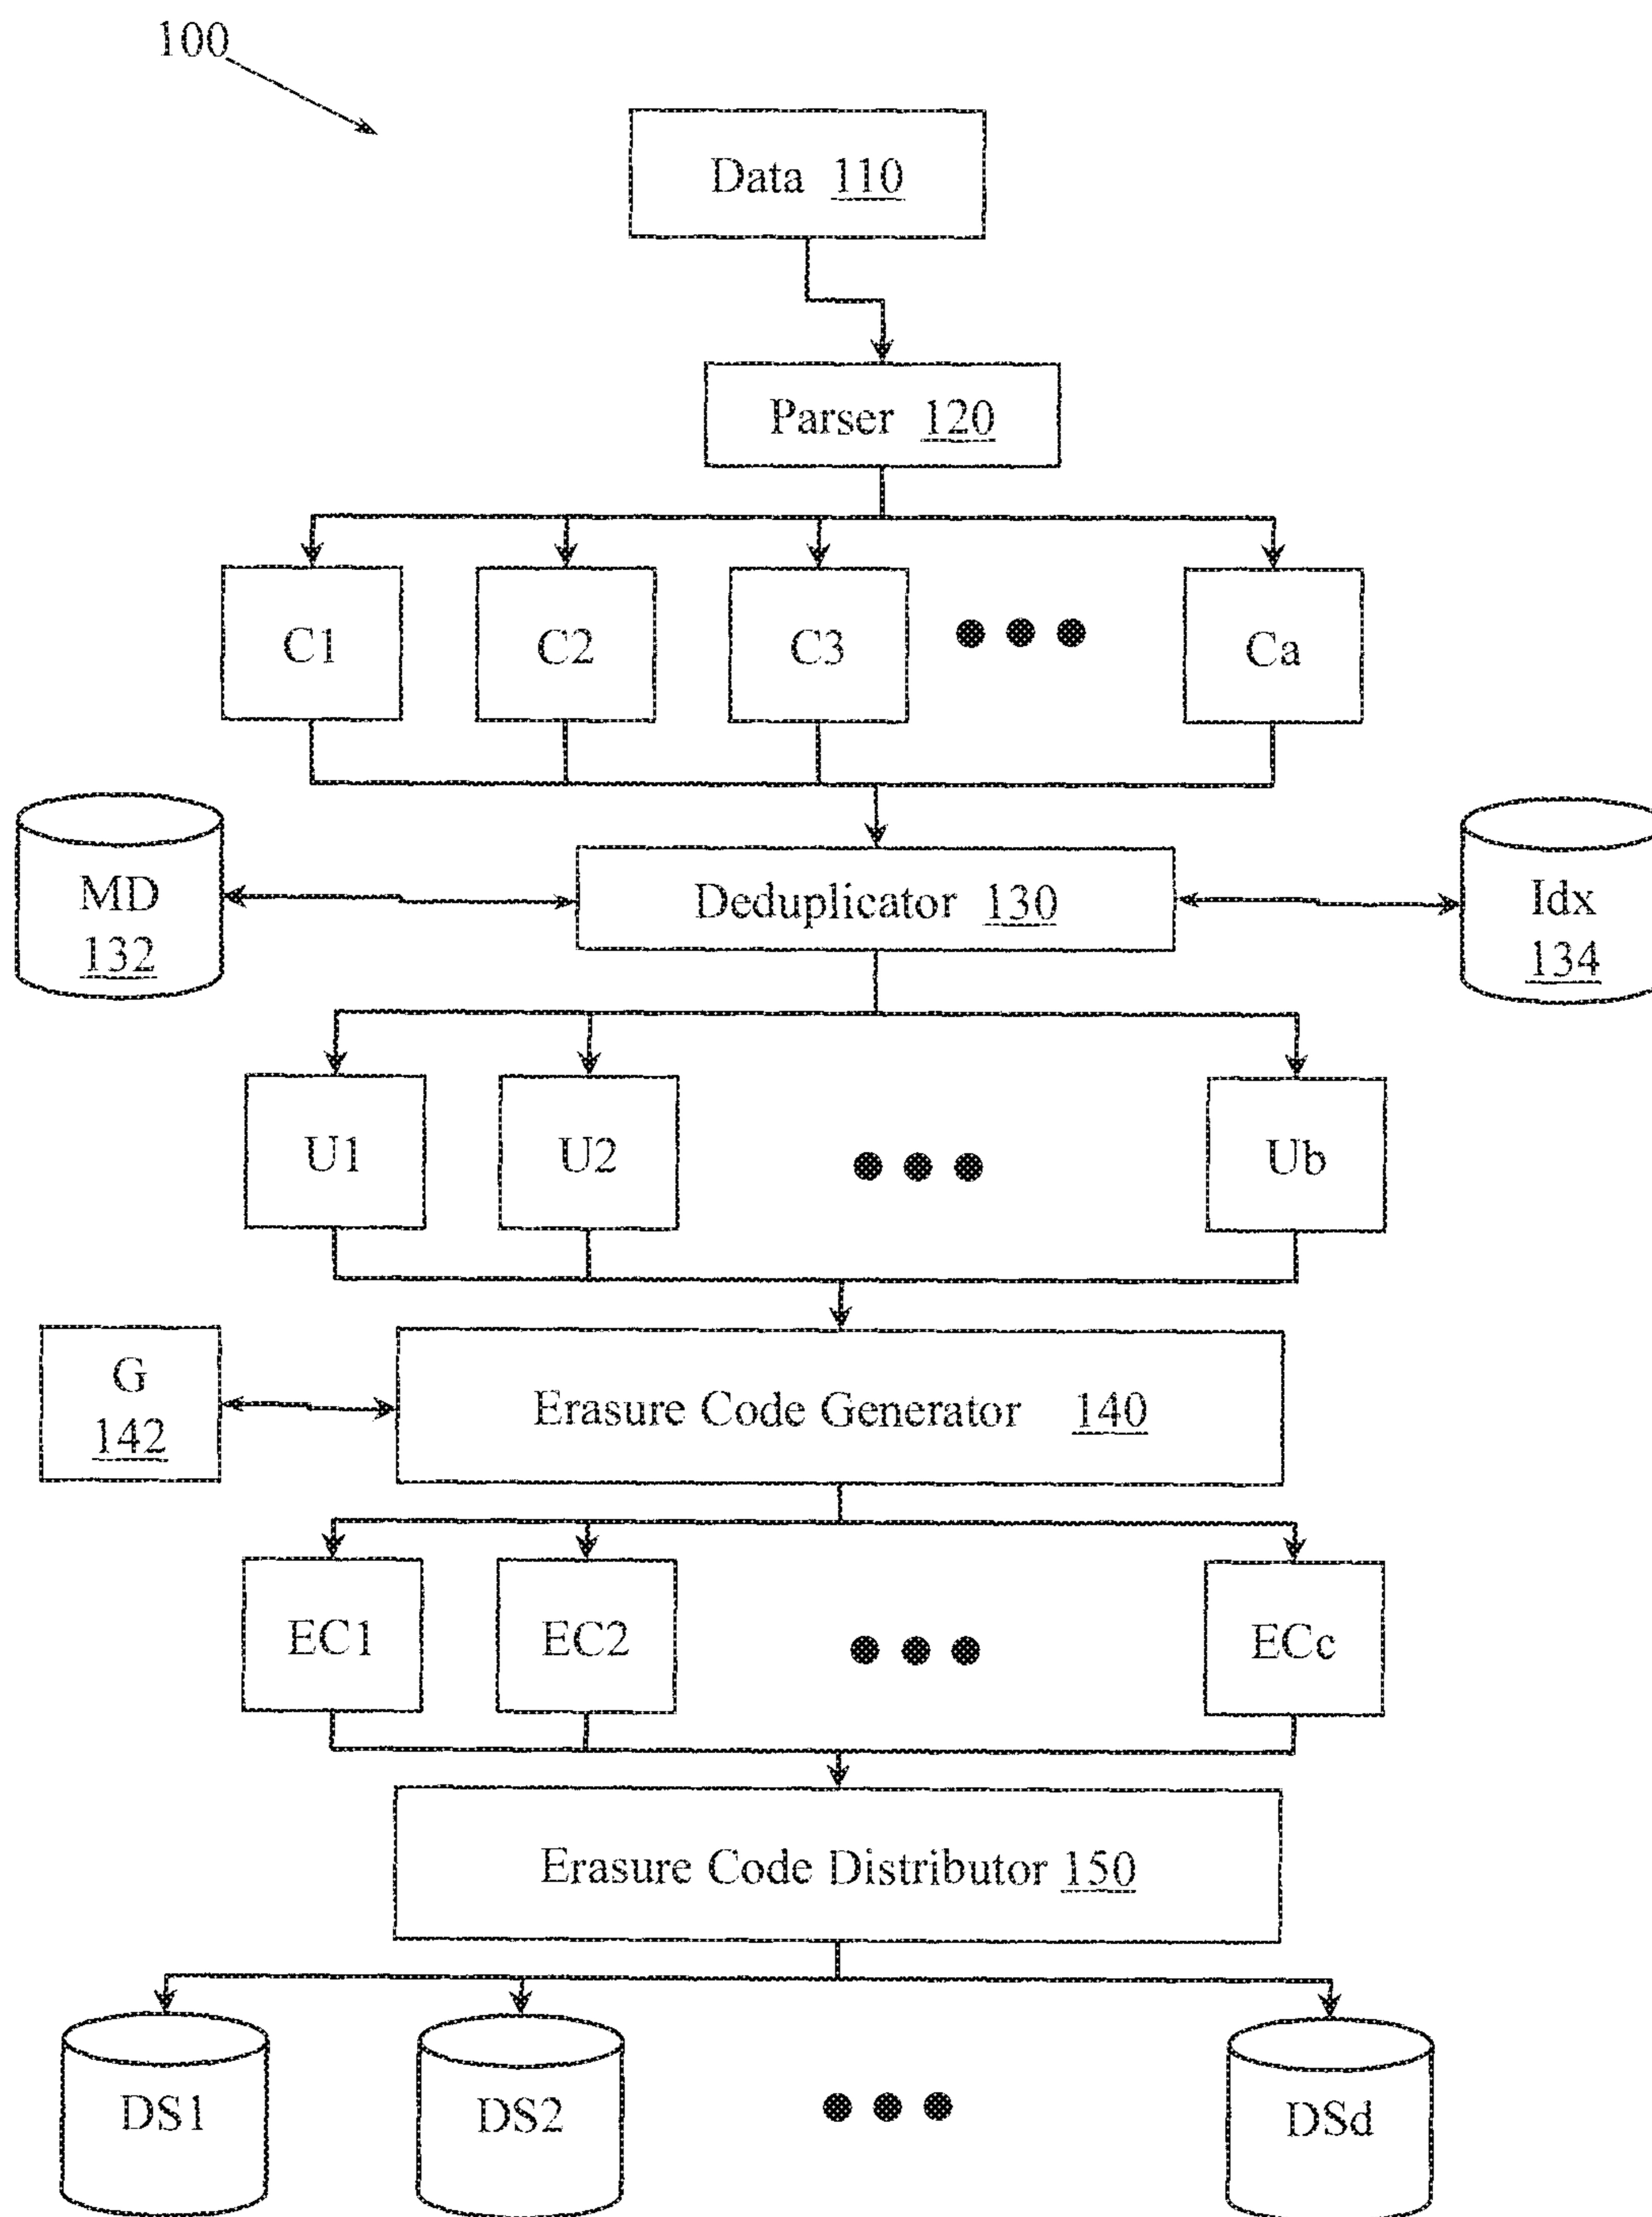 100
Data 110
Parser 120
C1 C2 C3 Ca
MD
132
Deduplicator 130
Idx
134
U1 U2 Ub
G
142
Erasure Code Generator 140
EC1 EC2 ECc
Erasure Code Distributor 150
DS1 DS2 DSd